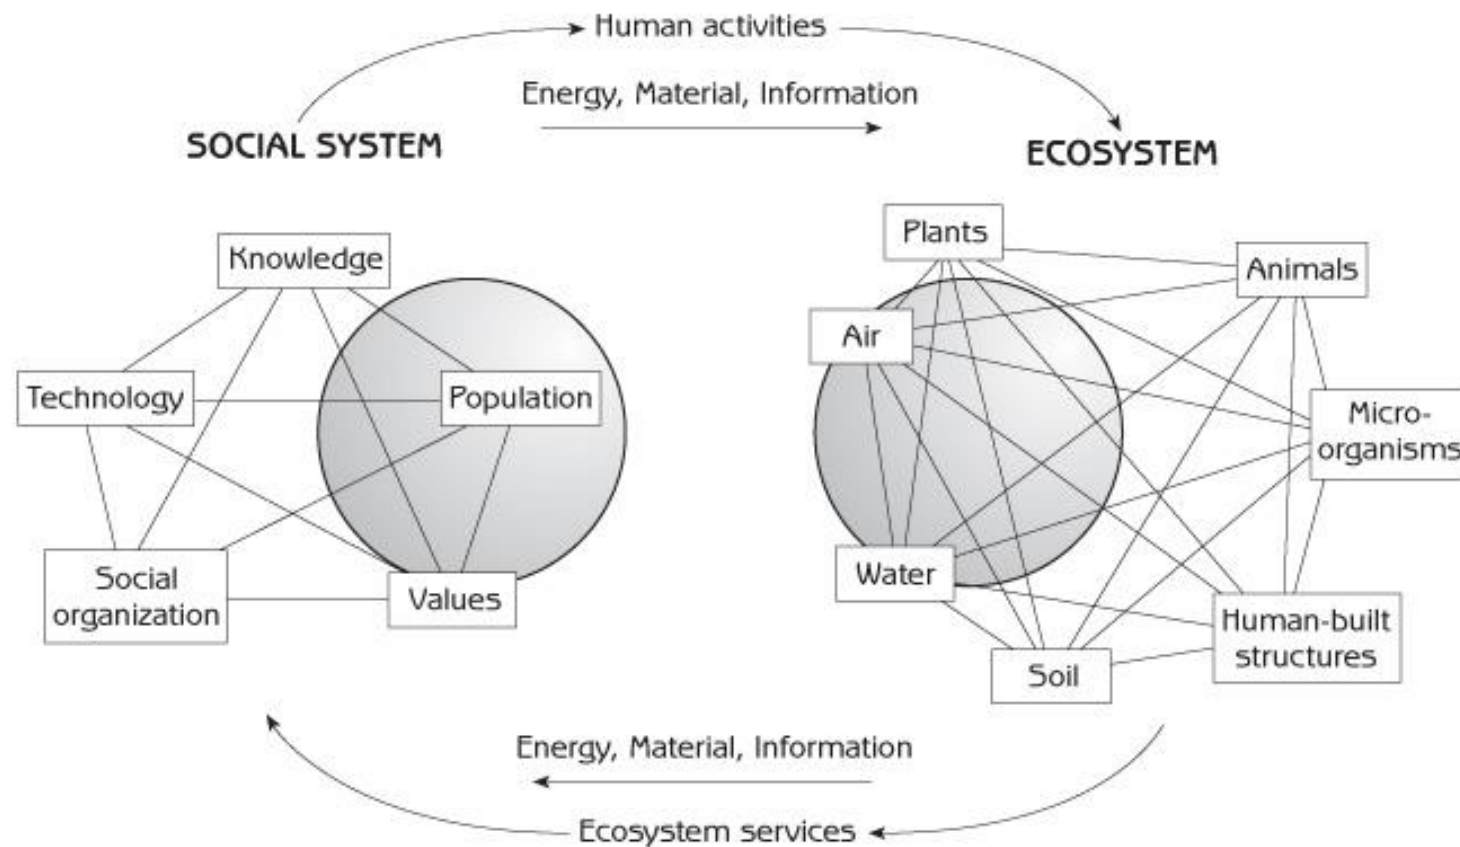 Human activities
Energy, Material, Information
SOCIAL SYSTEM
ECOSYSTEM
Knowledge
Technology
Population
Social
organization
Values
Plants
Animals
Air
Micro-
organisms
Water
Human-built
structures
Soil
Energy, Material, Information
Ecosystem services